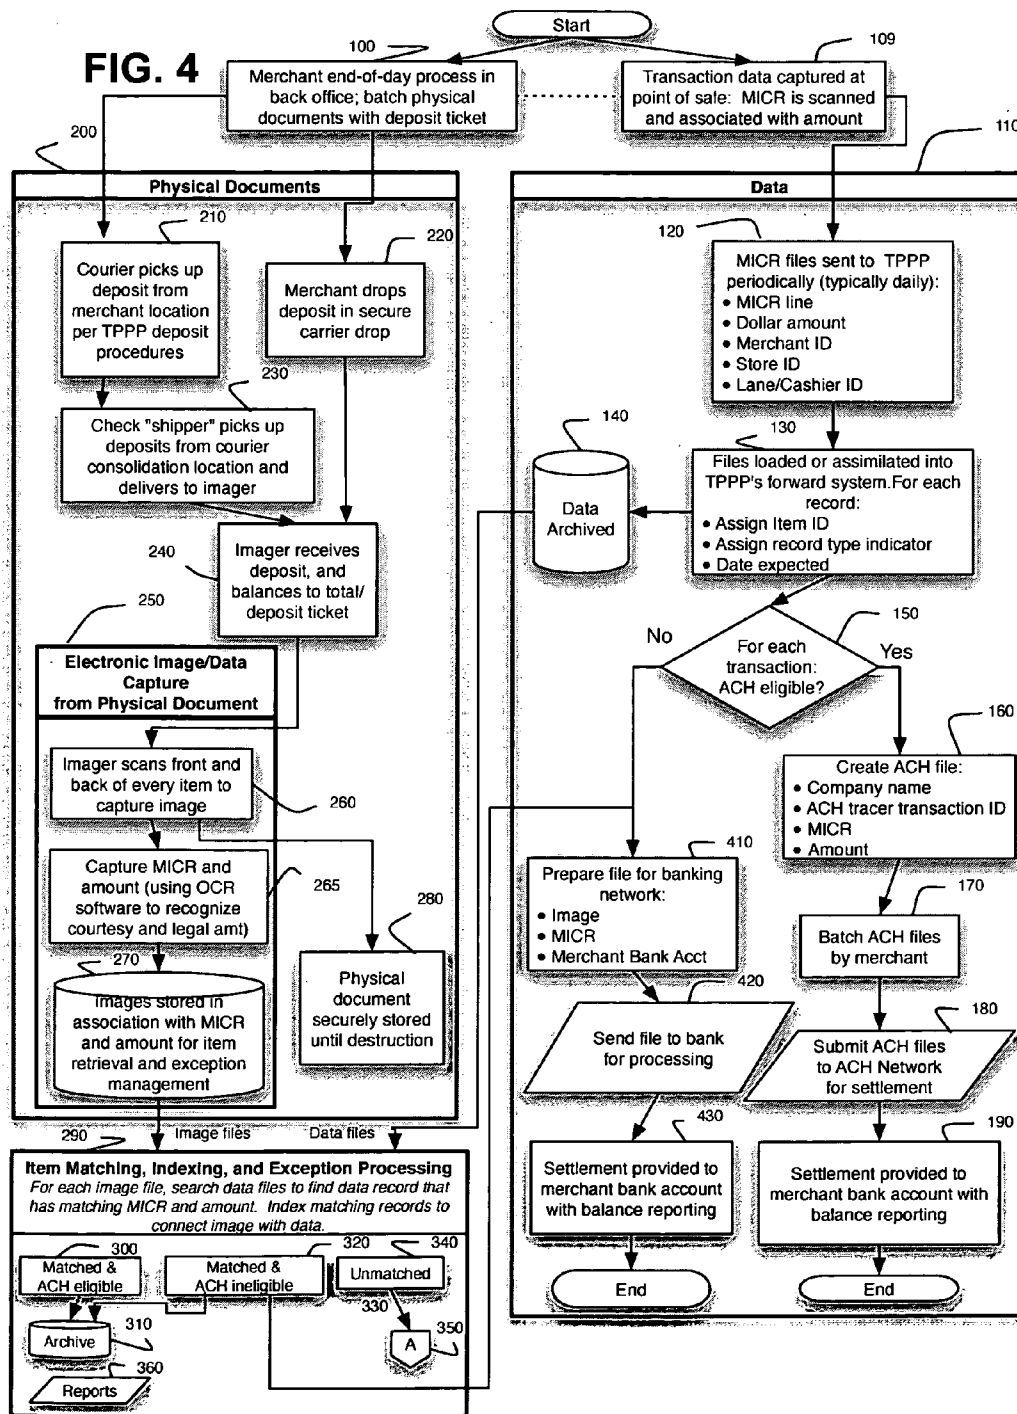 Start
FIG. 4
100
Merchant end-of-day process in
back office; batch physical
documents with deposit ticket
109
Transaction data captured at
point of sale: MICR is scanned
and associated with amount
200
Physical Documents
210
Courier picks up
deposit from
merchant location
per TPPP deposit
procedures
220
Merchant drops
deposit in secure
carrier drop
230
Check "shipper" picks up
deposits from courier
consolidation location and
delivers to imager
240
Imager receives
deposit, and
balances to total/
deposit ticket
250
Electronic Image/Data
Capture
from Physical Document
Imager scans front and
back of every item to
capture image
260
Capture MICR and
amount (using OCR
software to recognize
courtesy and legal amt)
265
270
Images stored in
association with MICR
and amount for item
retrieval and exception
management
280
Physical
document
securely stored
until destruction
110
Data
120
MICR files sent to TPPP
periodically (typically daily):
• MICR line
• Dollar amount
• Merchant ID
• Store ID
• Lane/Cashier ID
130
Files loaded or assimilated into
TPPP's forward system.For each
record:
• Assign Item ID
• Assign record type indicator
• Date expected
140
Data
Archived
150
For each
transaction:
ACH eligible?
No
Yes
160
Create ACH file:
• Company name
• ACH tracer transaction ID
• MICR
• Amount
170
Batch ACH files
by merchant
180
Submit ACH files
to ACH Network
for settlement
190
Settlement provided to
merchant bank account with
balance reporting
End
410
Prepare file for banking
network:
• Image
• MICR
• Merchant Bank Acct
420
Send file to bank
for processing
430
Settlement provided to
merchant bank account
with balance reporting
End
290
Image files
Data files
Item Matching, Indexing, and Exception Processing
For each image file, search data files to find data record that
has matching MICR and amount. Index matching records to
connect image with data.
300
Matched &
ACH eligible
320
Matched &
ACH ineligible
340
Unmatched
330
Archive
310
A
350
360
Reports